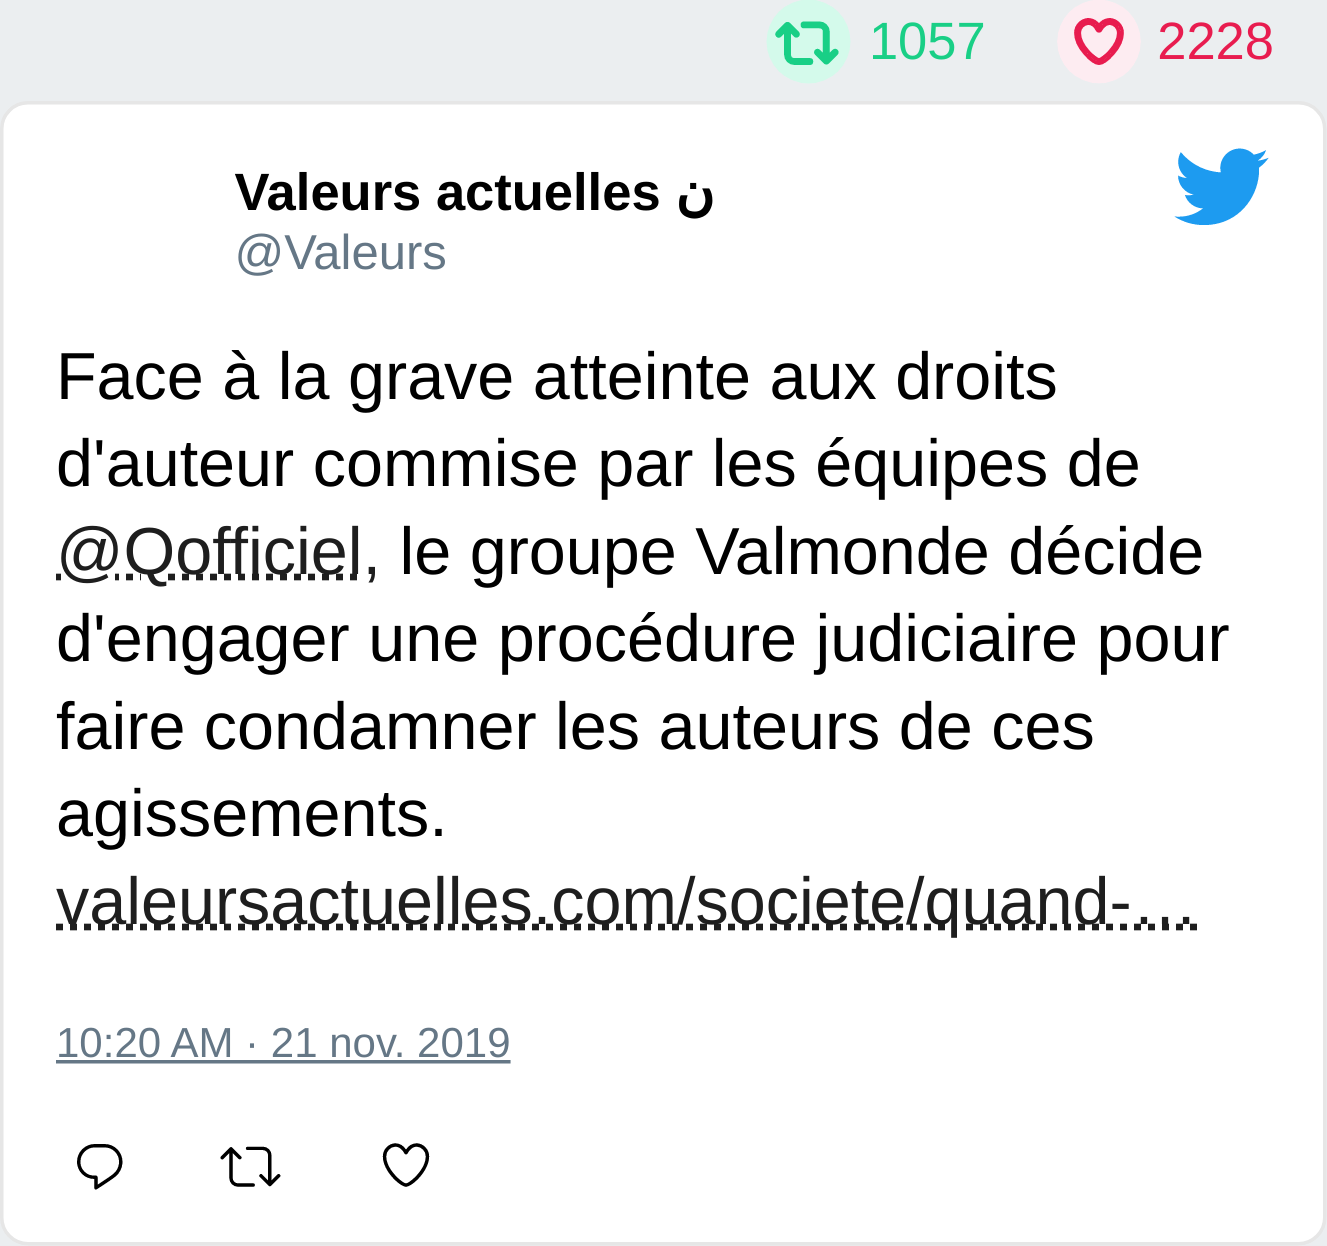 1057 2228
Valeurs actuelles ن
@Valeurs
Face à la grave atteinte aux droits
d'auteur commise par les équipes de
@Qofficiel, le groupe Valmonde décide
d'engager une procédure judiciaire pour
faire condamner les auteurs de ces
agissements.
valeursactuelles.com/societe/quand-…
10:20 AM · 21 nov. 2019